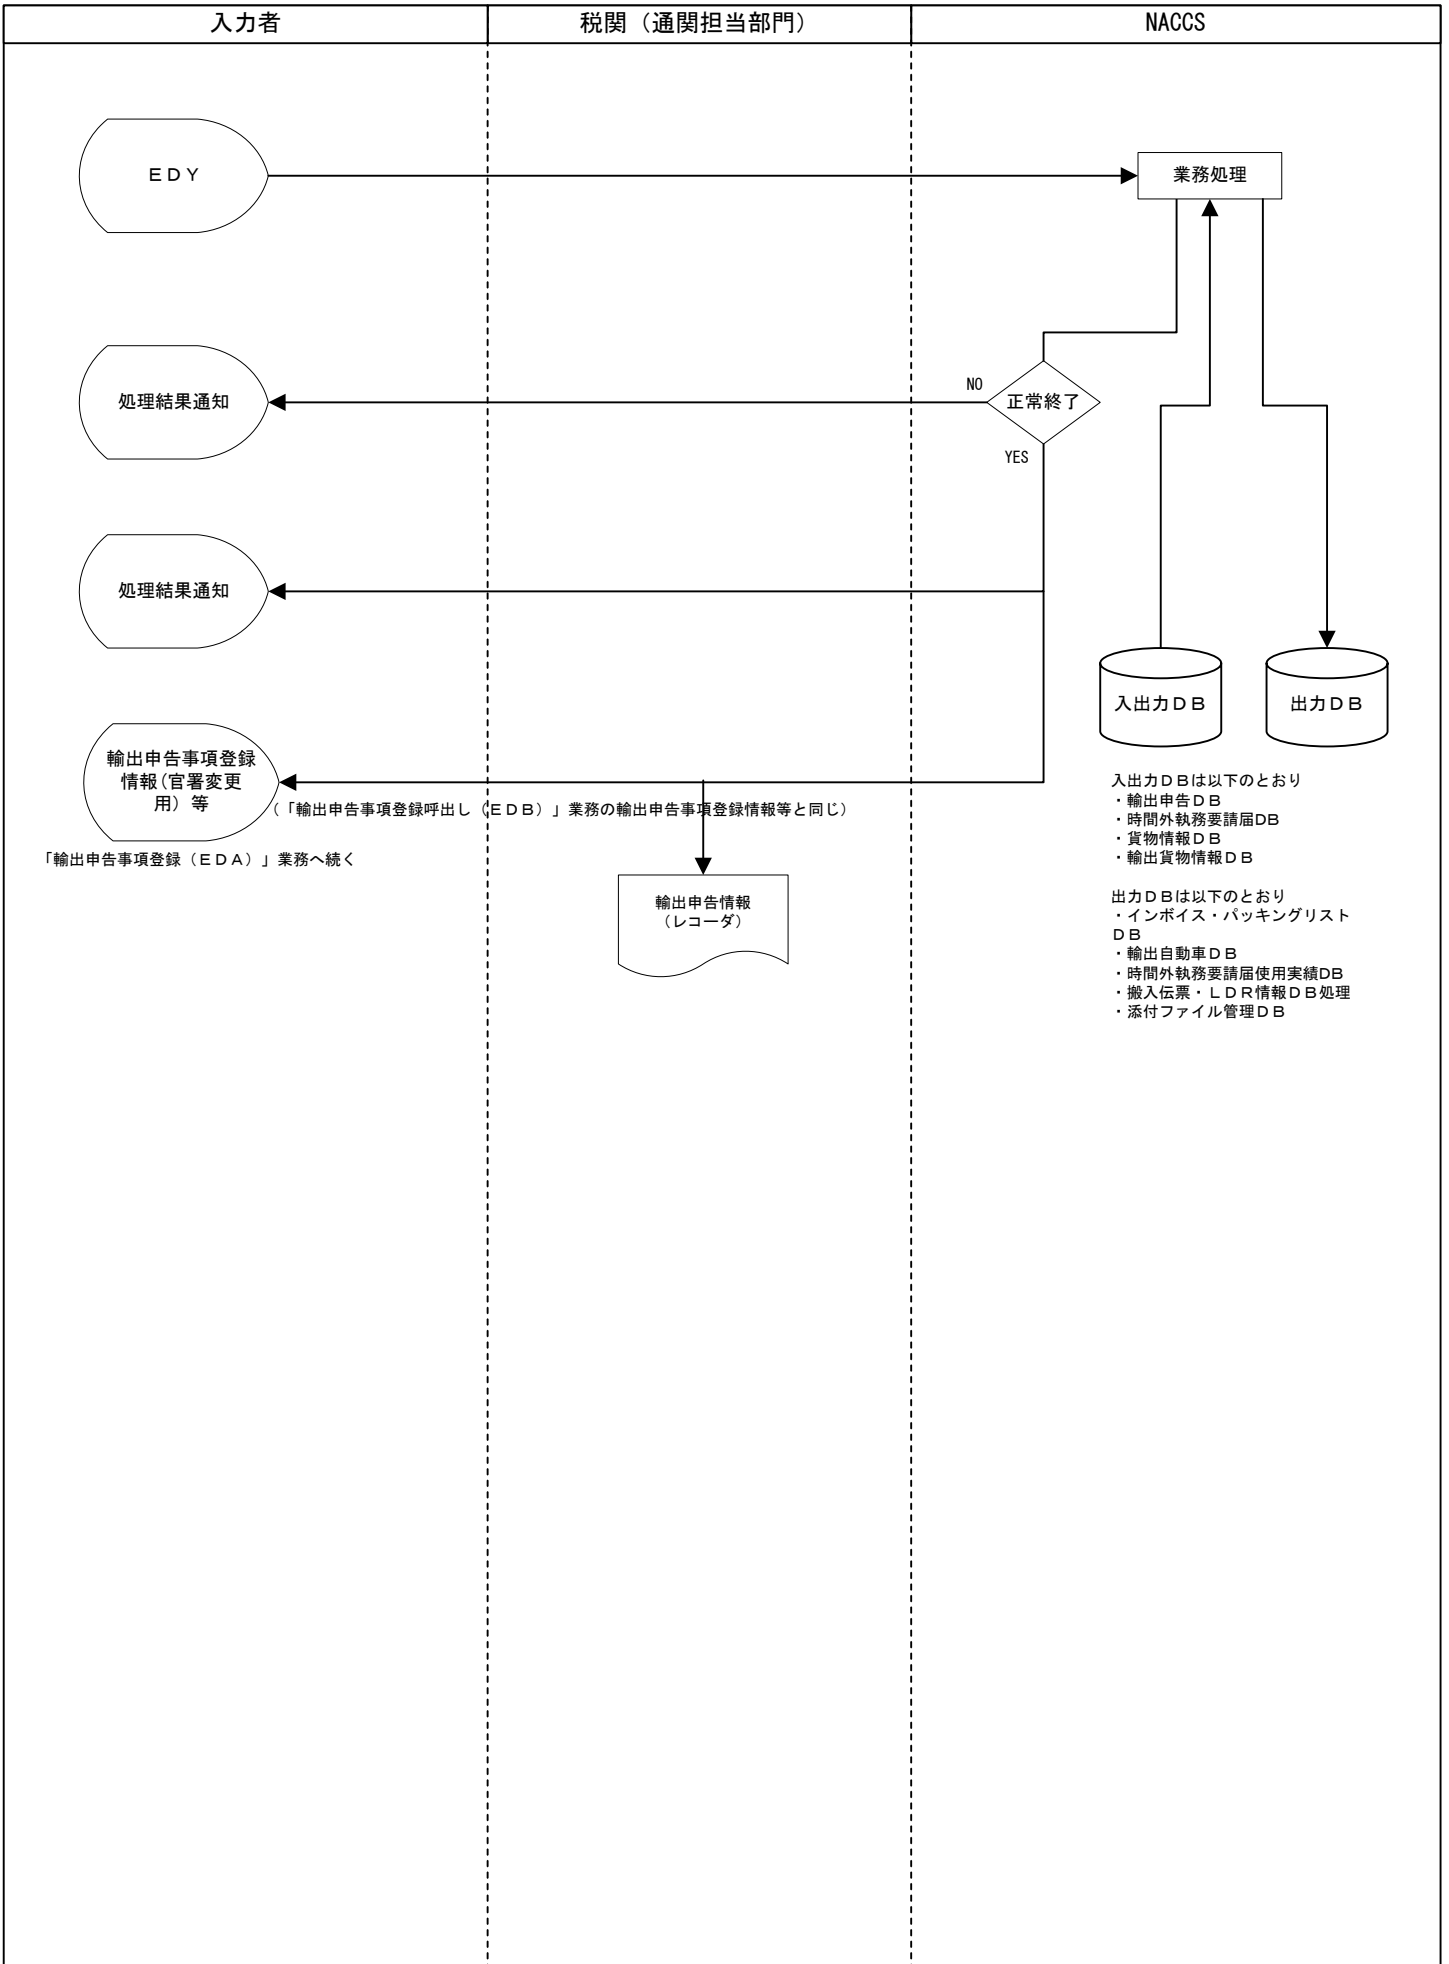 入力者
税関（通関担当部門）
NACCS
ＥＤＹ
業務処理
処理結果通知
NO
正常終了
YES
処理結果通知
入出力ＤＢ
出力ＤＢ
輸出申告事項登録
情報(官署変更
用）等
（「輸出申告事項登録呼出し（ＥＤＢ）」業務の輸出申告事項登録情報等と同じ）
「輸出申告事項登録（ＥＤＡ）」業務へ続く
輸出申告情報
（レコーダ）
入出力ＤＢは以下のとおり
・輸出申告ＤＢ
・時間外執務要請届DB
・貨物情報ＤＢ
・輸出貨物情報ＤＢ
出力ＤＢは以下のとおり
・インボイス・パッキングリスト
ＤＢ
・輸出自動車ＤＢ
・時間外執務要請届使用実績DB
・搬入伝票・ＬＤＲ情報ＤＢ処理
・添付ファイル管理ＤＢ